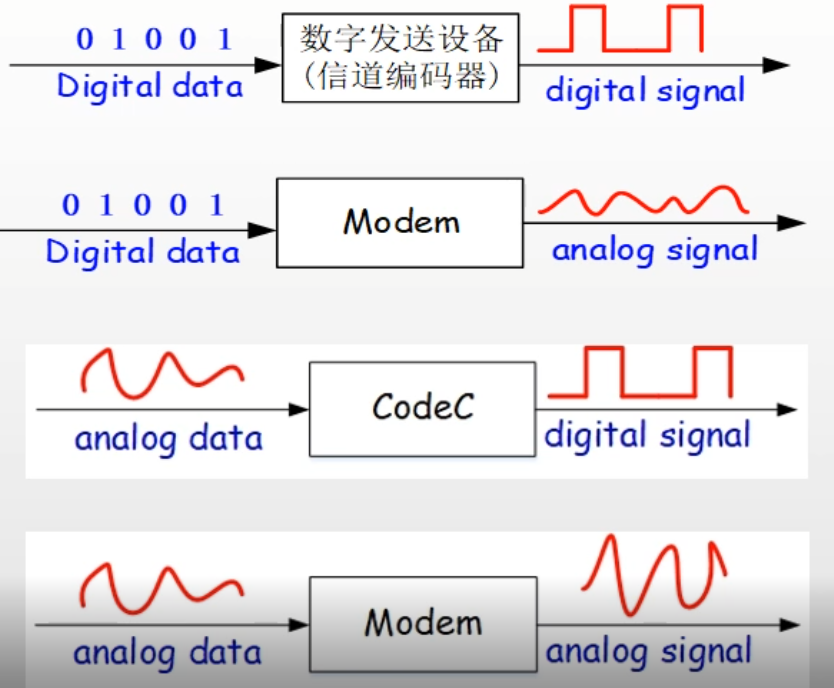 0 1 0 0 1
Digital data
数字发送设备
(信道编码器)
digital signal
0 1 0 0 1
Digital data
Modem
analog signal
analog data
CodeC
digital signal
analog data
Modem
analog signal